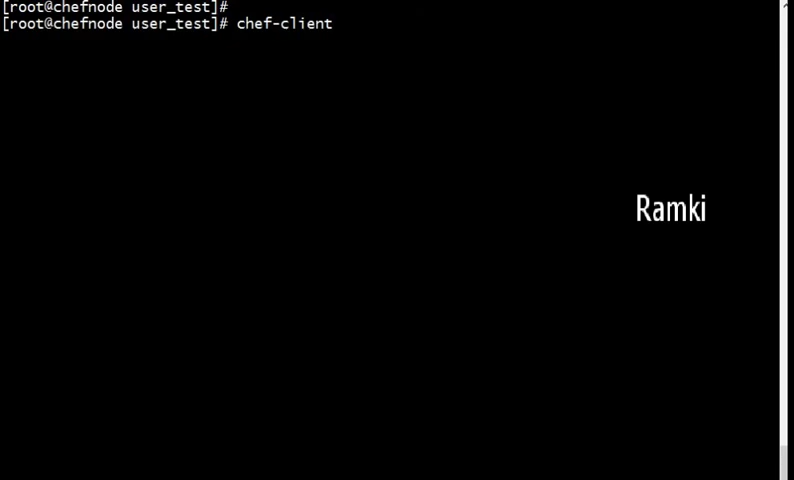 [root@chefnode user_test]#
[root@chefnode user_test]# chef-client
Ramki